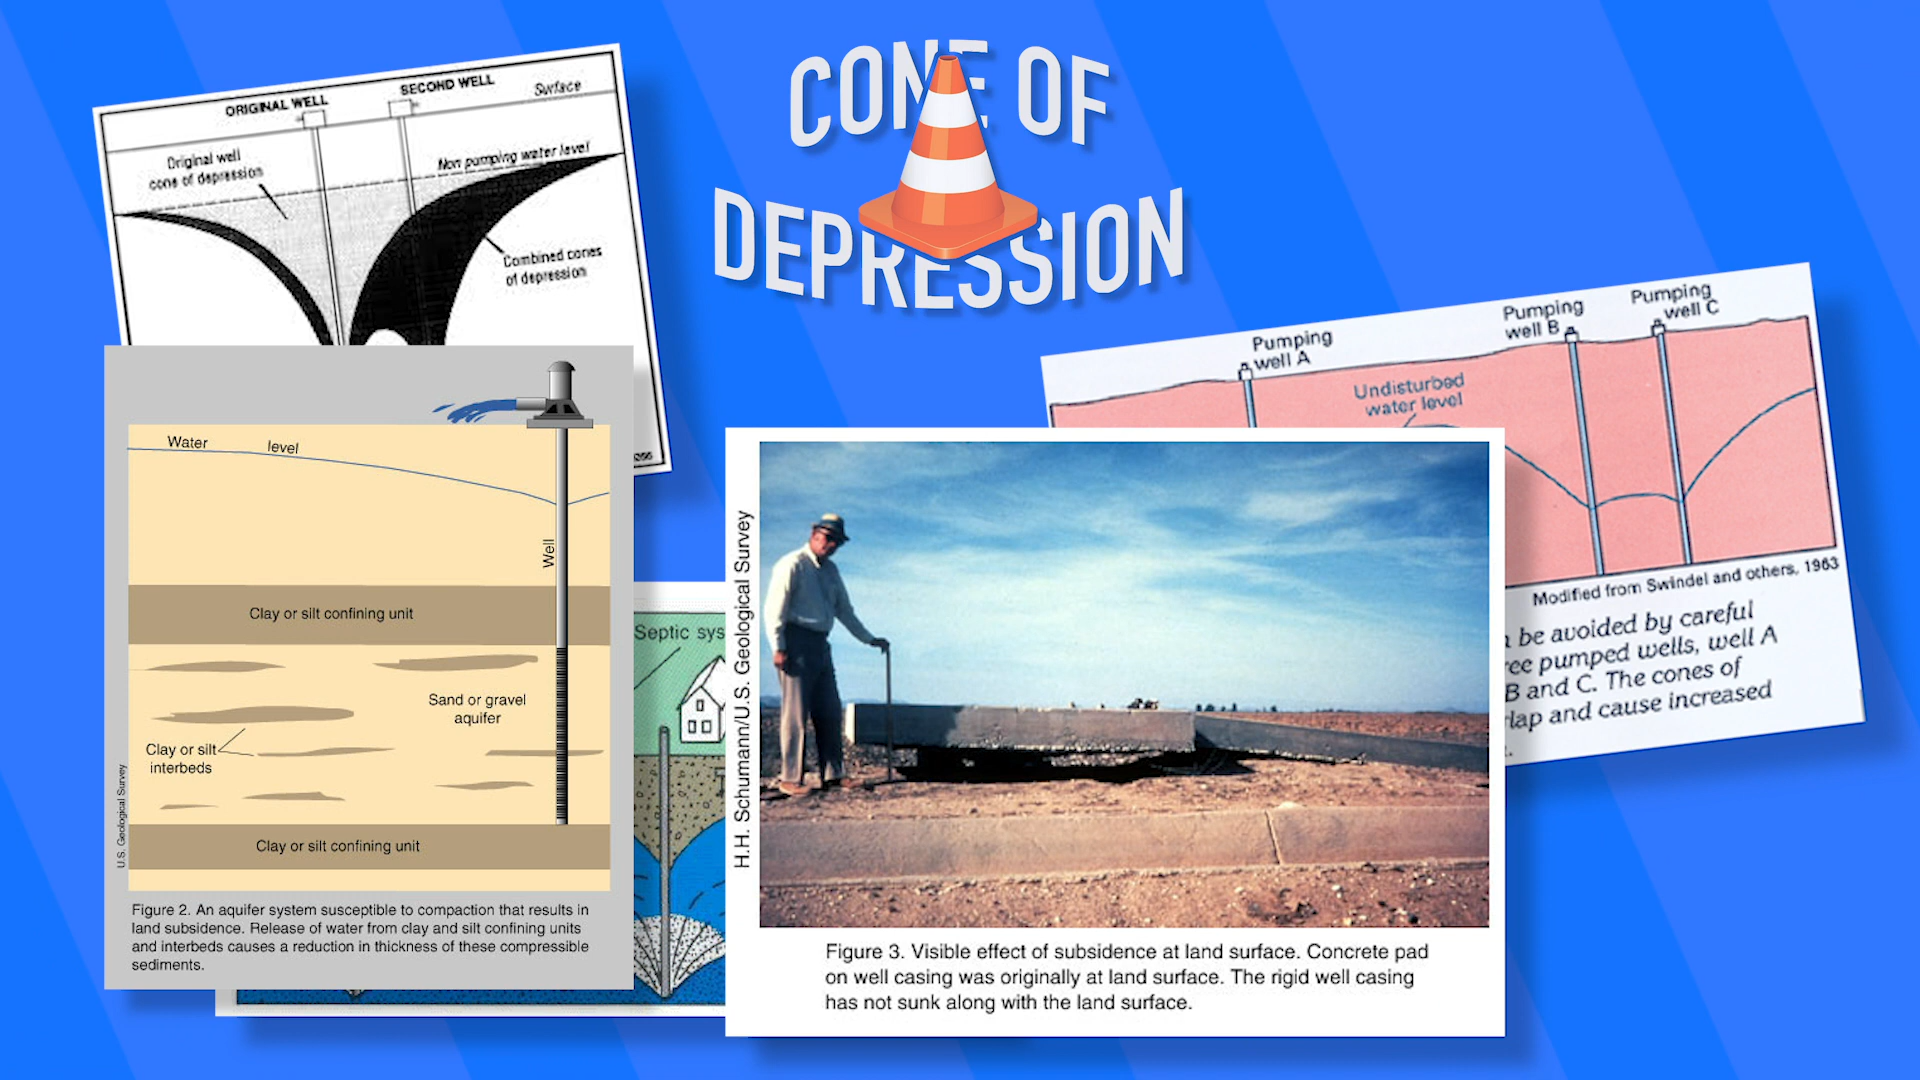 CONE OF
DEPRESSION
ORIGINAL WELL
SECOND WELL
Surface
Original well
cone of depression
Non pumping water level
Combined cones
of depression
Pumping
well A
Pumping
well B
Pumping
well C
Undisturbed
water level
Modified from Swindel and others, 1963
be avoided by careful
pumped wells, well A
B and C. The cones of
and cause increased
Water level
Well
Clay or silt confining unit
Sand or gravel
aquifer
Clay or silt
interbeds
Clay or silt confining unit
U.S. Geological Survey
Figure 2. An aquifer system susceptible to compaction that results in
land subsidence. Release of water from clay and silt confining units
and interbeds causes a reduction in thickness of these compressible
sediments.
Septic sys
H.H. Schumann/U.S. Geological Survey
Figure 3. Visible effect of subsidence at land surface. Concrete pad
on well casing was originally at land surface. The rigid well casing
has not sunk along with the land surface.